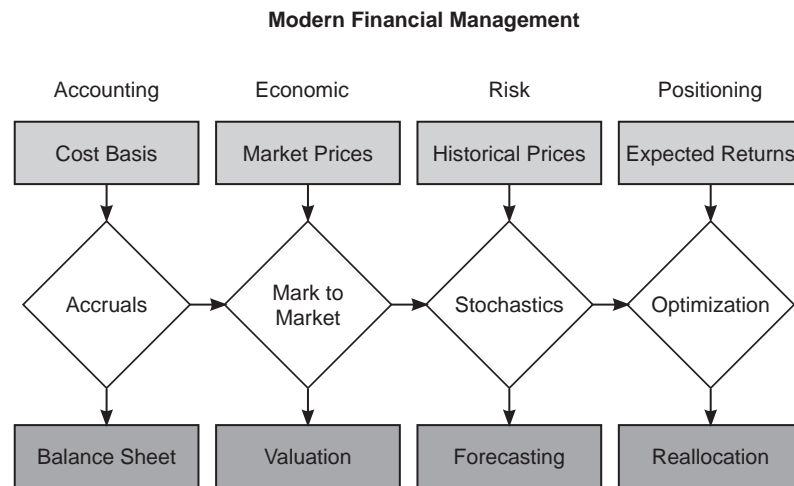 Modern Financial Management
Accounting
Economic
Risk
Positioning
Cost Basis
Market Prices
Historical Prices
Expected Returns
Accruals
Mark to
Market
Stochastics
Optimization
Balance Sheet
Valuation
Forecasting
Reallocation